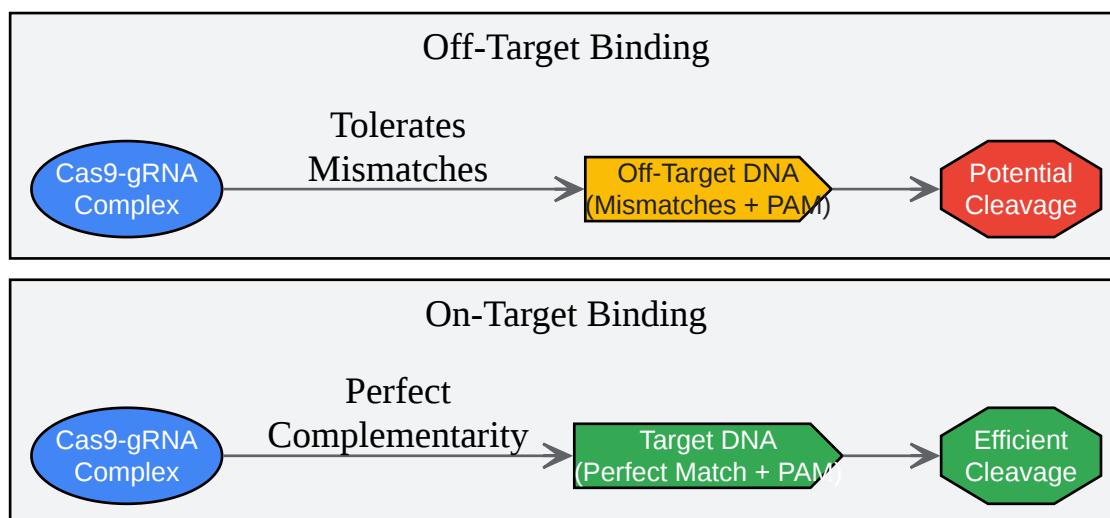 Off-Target Binding
Tolerates
Mismatches
Cas9-gRNA
Complex
Off-Target DNA
(Mismatches + PAM)
Potential
Cleavage
On-Target Binding
Perfect
Complementarity
Cas9-gRNA
Complex
Target DNA
(Perfect Match + PAM)
Efficient
Cleavage